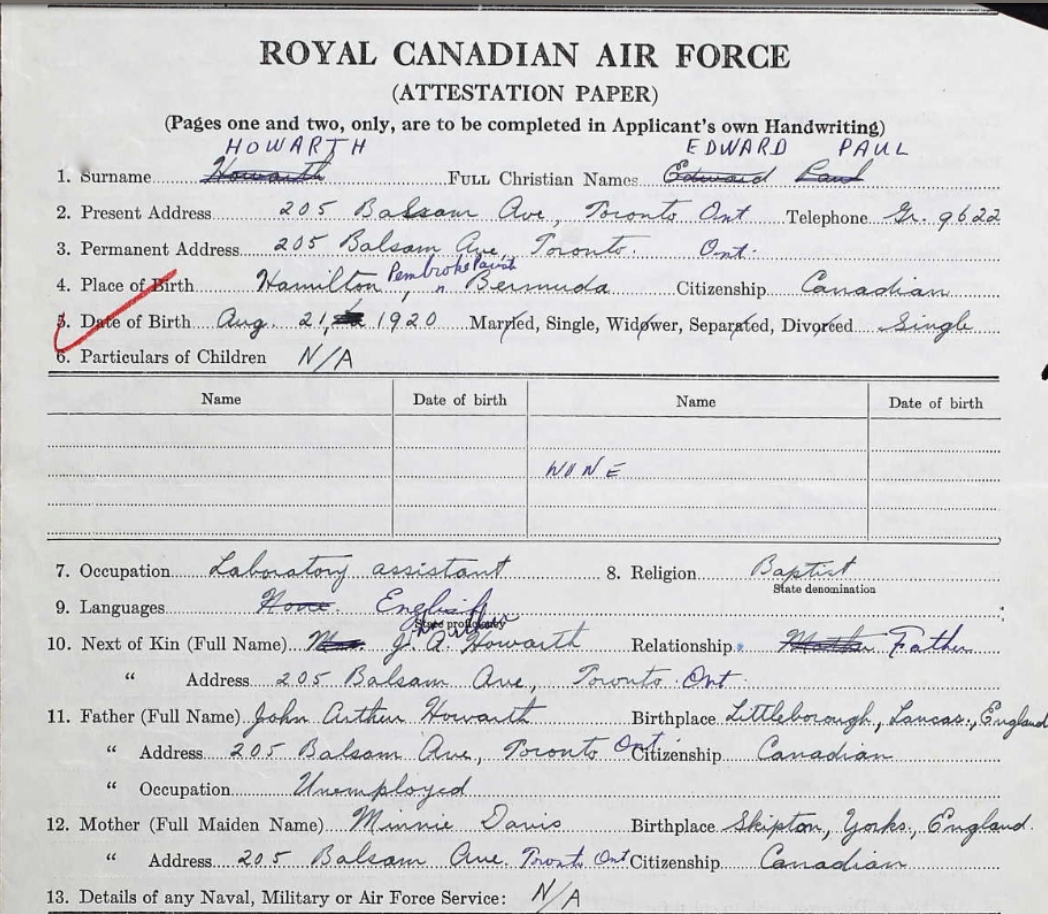 ROYAL CANADIAN AIR FORCE
(ATTESTATION PAPER)
(Pages one and two, only, are to be completed in Applicant's own Handwriting)
HOWARTH EDWARD PAUL
1. Surname Howarth FULL Christian Names Edward Paul
2. Present Address 205 Balsam Ave, Toronto Ont Telephone Gr. 9622
3. Permanent Address 205 Balsam Ave, Toronto. Ont.
Pembroke Parish
4. Place of Birth Hamilton, Bermuda Citizenship Canadian
5. Date of Birth Aug. 21, 1920 Married, Single, Widower, Separated, Divorced Single
6. Particulars of Children N/A
Name Date of birth Name Date of birth
NONE
7. Occupation Laboratory assistant 8. Religion Baptist
State denomination
9. Languages None. English
State proficiency
10. Next of Kin (Full Name) J. A. Howarth Relationship Mother Father
" Address 205 Balsam Ave, Toronto Ont.
11. Father (Full Name) John Arthur Howarth Birthplace Littleborough, Lancas., England
" Address 205 Balsam Ave, Toronto Ont. Citizenship Canadian
" Occupation Unemployed
12. Mother (Full Maiden Name) Minnie Davis Birthplace Skipton, Yorks., England.
" Address 205 Balsam Ave. Toront. Ont Citizenship Canadian
13. Details of any Naval, Military or Air Force Service: N/A